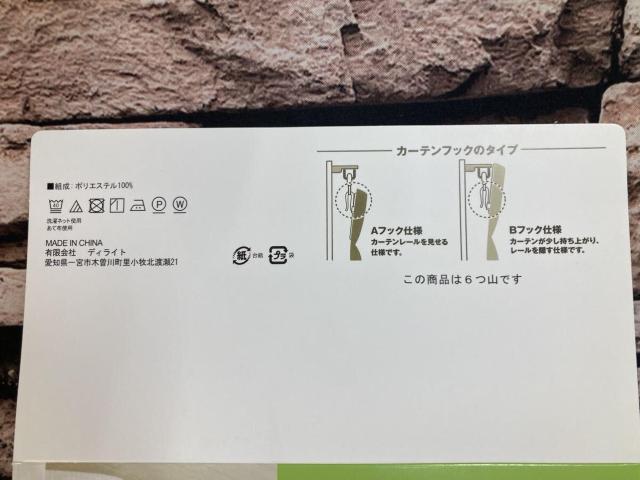 カーテンフックのタイプ
■組成:ポリエステル100%
40 P W
洗濯ネット使用
あて布使用
MADE IN CHINA
有限会社 ディライト
愛知県一宮市木曽川町里小牧北渡瀬21
紙 台紙 プラ 袋
Aフック仕様
カーテンレールを見せる
仕様です。
Bフック仕様
カーテンが少し持ち上がり、
レールを隠す仕様です。
この商品は6つ山です